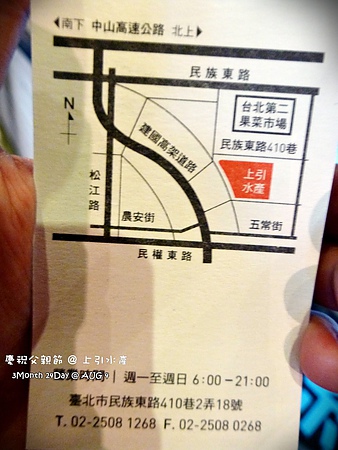 南下 中山高速公路 北上
民族東路
N
台北第二
果菜市場
建國高架道路
民族東路410巷
上引
水產
松江路
農安街
五常街
民權東路
慶祝父親節 @ 上引水產
3Month 29Day @ AUG 9
| 週一至週日 6:00-21:00
臺北市民族東路410巷2弄18號
T. 02-2508 1268 F. 02-2508 0268